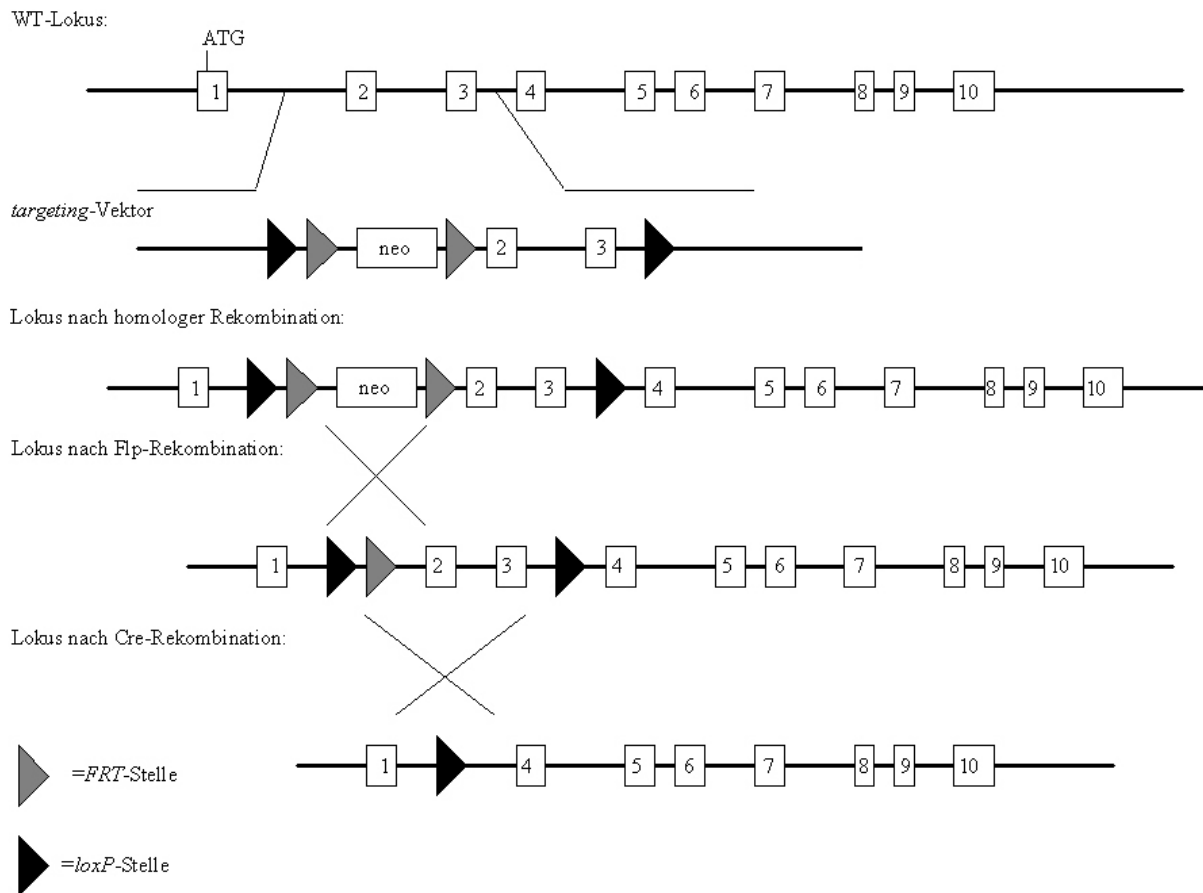 WT-Lokus:
ATG
1 2 3 4 5 6 7 8 9 10
targeting-Vektor
neo 2 3
Lokus nach homologer Rekombination:
1 neo 2 3 4 5 6 7 8 9 10
Lokus nach Flp-Rekombination:
1 2 3 4 5 6 7 8 9 10
Lokus nach Cre-Rekombination:
1 4 5 6 7 8 9 10
=FRT-Stelle
=loxP-Stelle